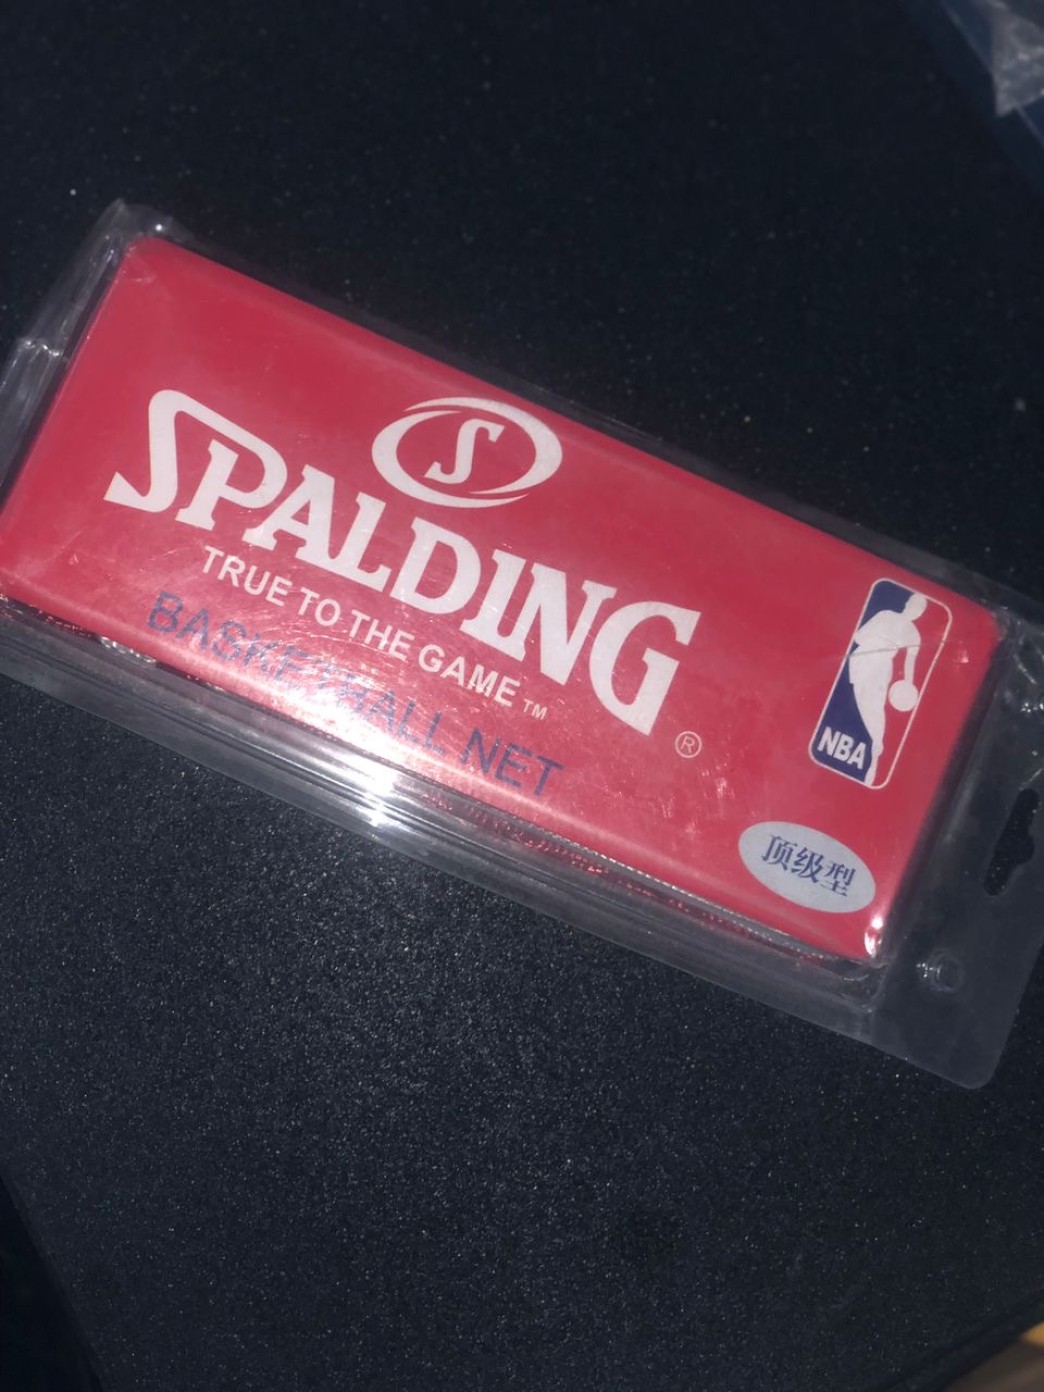 S
SPALDING®
TRUE TO THE GAME™
BASKETBALL NET
NBA
顶级型